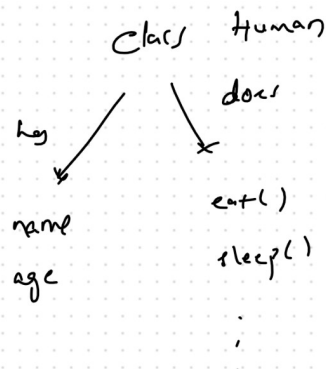 Class Human
has does
name eat()
age sleep()
: